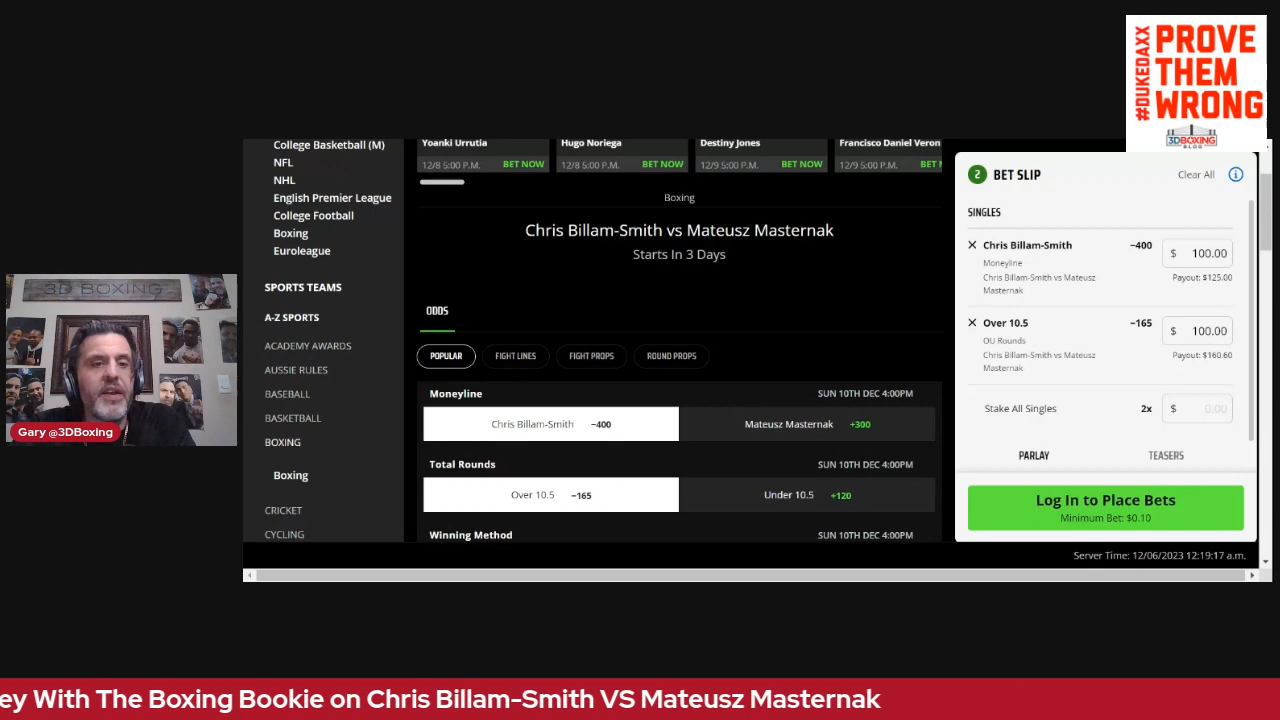 #DUKEDAXX
PROVE
THEM
WRONG
3DBOXING
BLOG
College Basketball (M)
NFL
NHL
English Premier League
College Football
Boxing
Euroleague
SPORTS TEAMS
A-Z SPORTS
ACADEMY AWARDS
AUSSIE RULES
BASEBALL
BASKETBALL
BOXING
Boxing
CRICKET
CYCLING
Yoanki Urrutia
12/8 5:00 P.M. BET NOW
Hugo Noriega
12/8 5:00 P.M. BET NOW
Destiny Jones
12/9 5:00 P.M. BET NOW
Francisco Daniel Veron
12/9 5:00 P.M. BET N
Boxing
Chris Billam-Smith vs Mateusz Masternak
Starts In 3 Days
ODDS
POPULAR FIGHT LINES FIGHT PROPS ROUND PROPS
Moneyline SUN 10TH DEC 4:00PM
Chris Billam-Smith −400 Mateusz Masternak +300
Total Rounds SUN 10TH DEC 4:00PM
Over 10.5 −165 Under 10.5 +120
Winning Method SUN 10TH DEC 4:00PM
2 BET SLIP Clear All
SINGLES
Chris Billam-Smith −400 $ 100.00
Moneyline
Chris Billam-Smith vs Mateusz Payout: $125.00
Masternak
Over 10.5 −165 $ 100.00
OU Rounds
Chris Billam-Smith vs Mateusz Payout: $160.60
Masternak
Stake All Singles 2x $ 0.00
PARLAY TEASERS
Log In to Place Bets
Minimum Bet: $0.10
Server Time: 12/06/2023 12:19:17 a.m.
3D BOXING
Gary @3DBoxing
ey With The Boxing Bookie on Chris Billam-Smith VS Mateusz Masternak